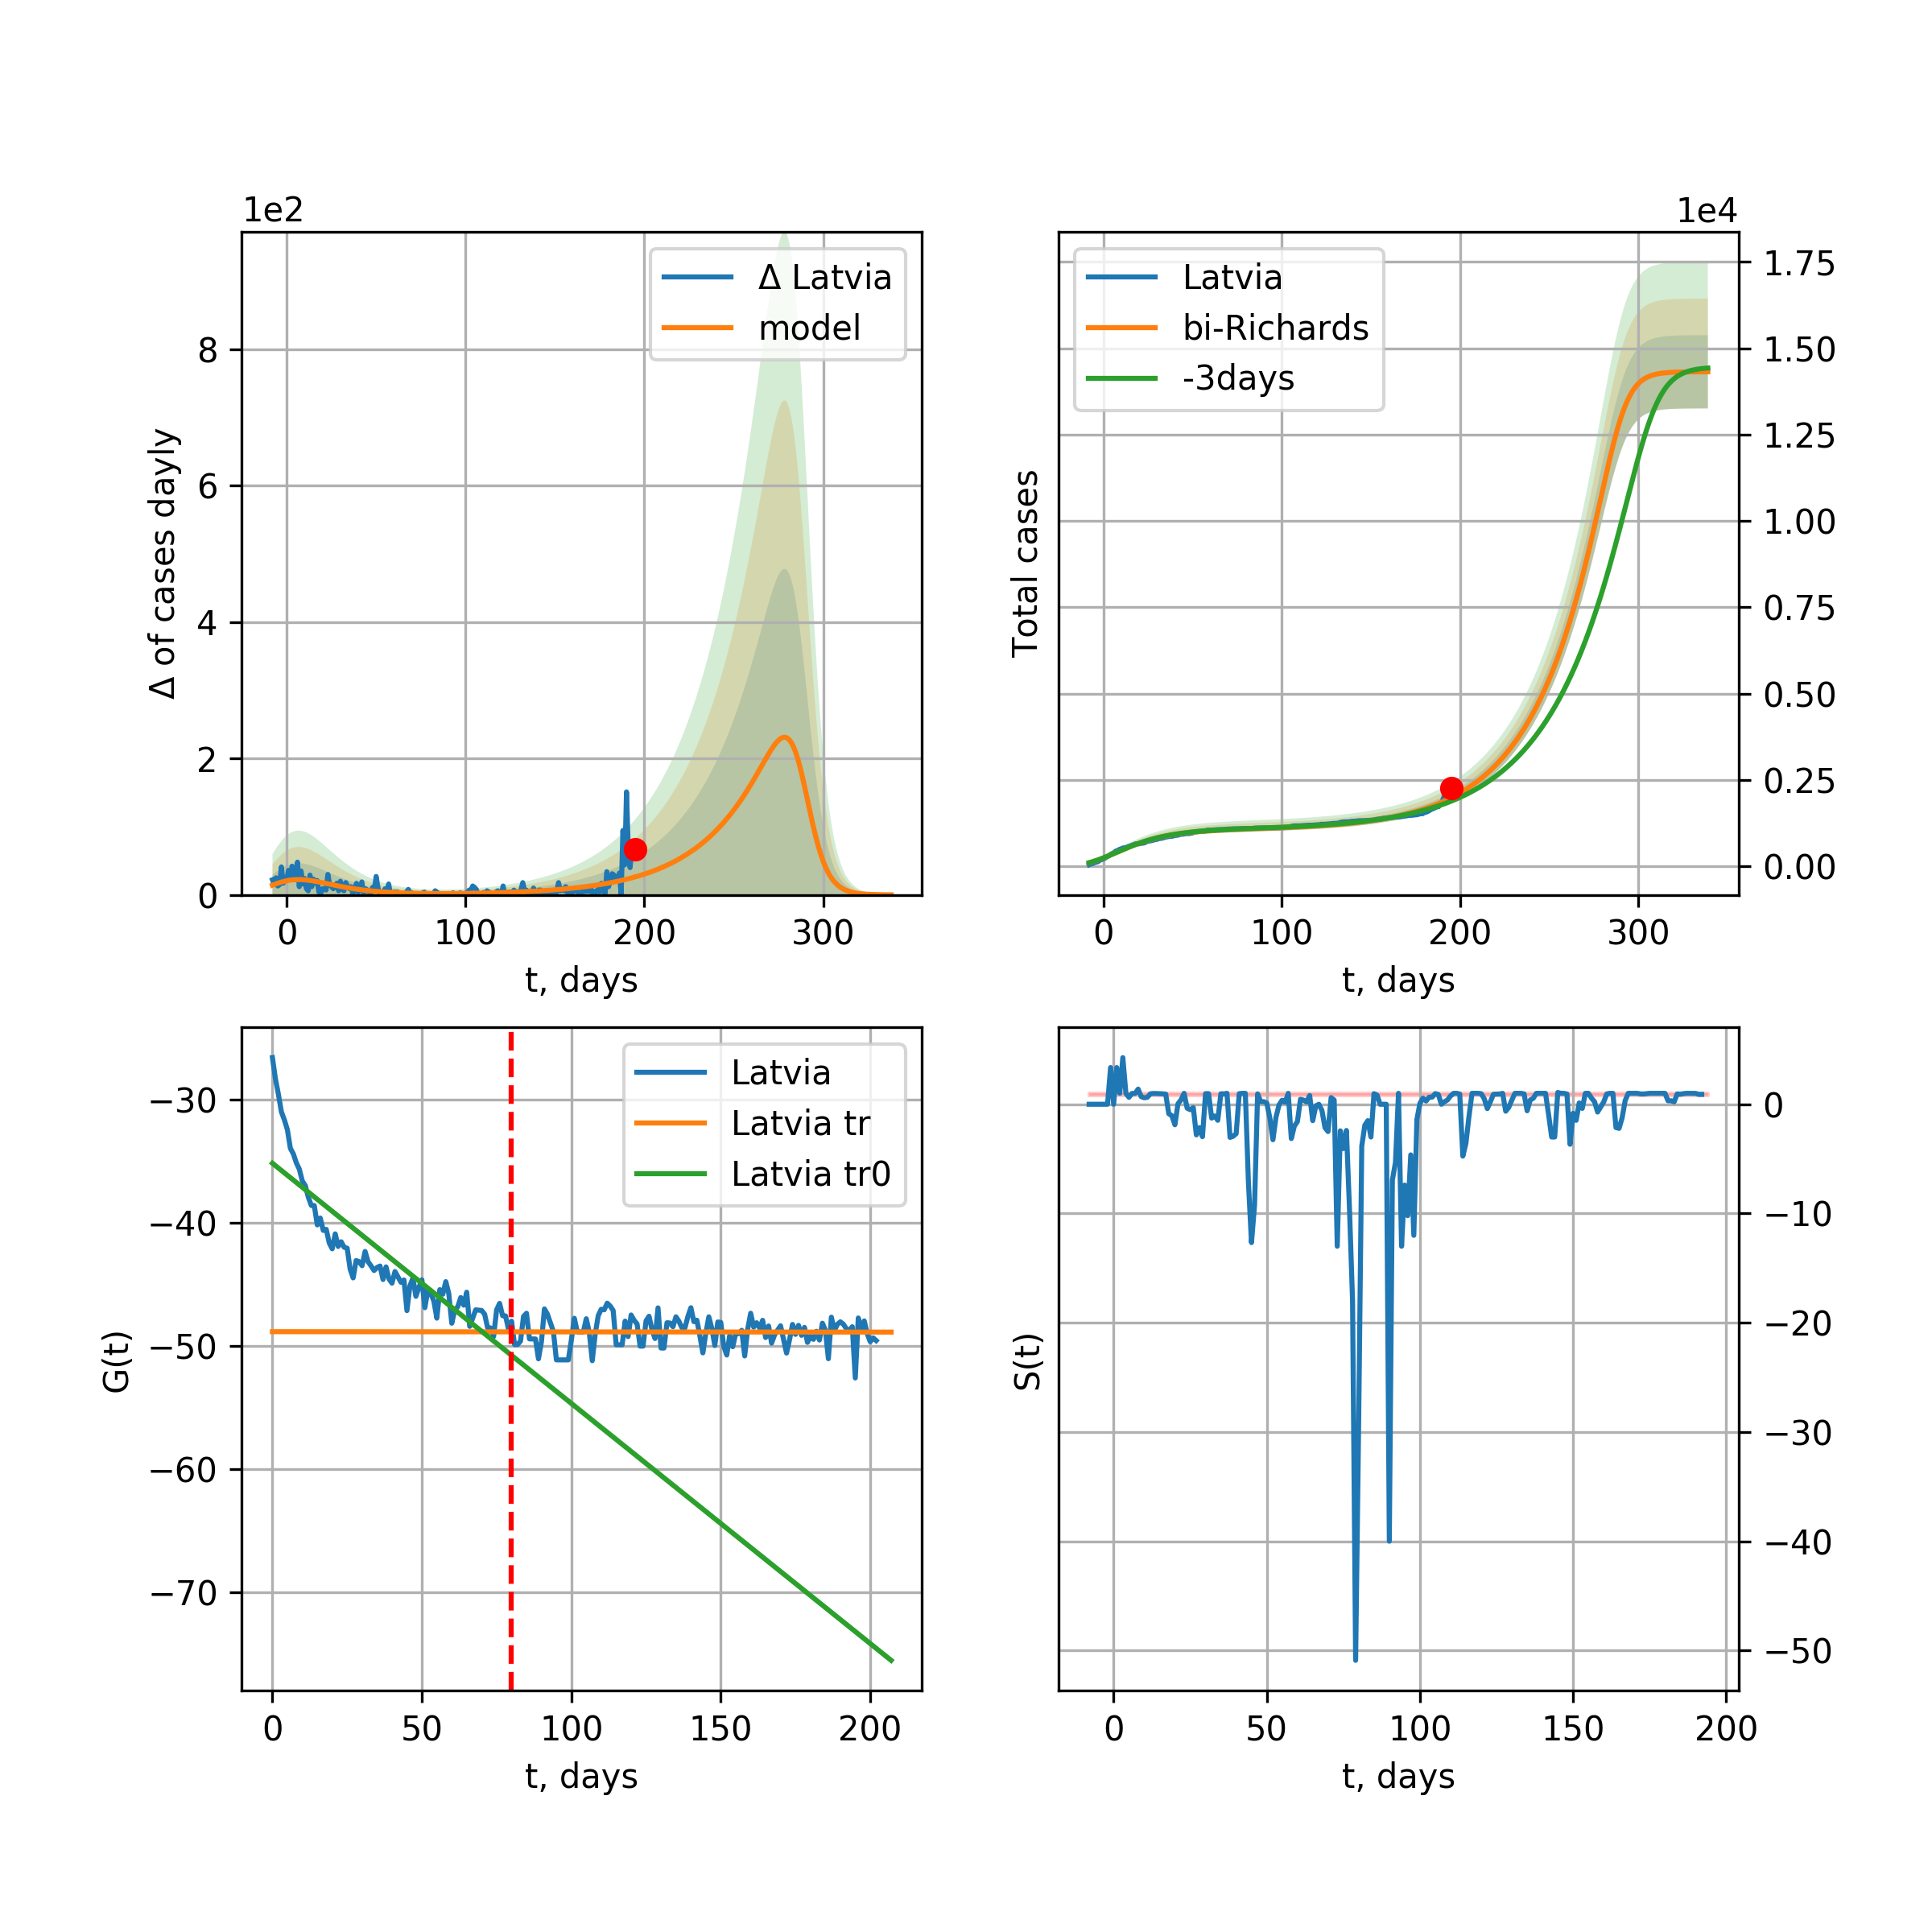 1e2
Δ Latvia
model
8
6
4
2
0
Δ of cases dayly
0 100 200 300
t, days
1e4
Latvia
bi-Richards
-3days
1.75
1.50
1.25
1.00
0.75
0.50
0.25
0.00
Total cases
0 100 200 300
t, days
Latvia
Latvia tr
Latvia tr0
−30
−40
−50
−60
−70
G(t)
0 50 100 150 200
t, days
0
−10
−20
−30
−40
−50
S(t)
0 50 100 150 200
t, days